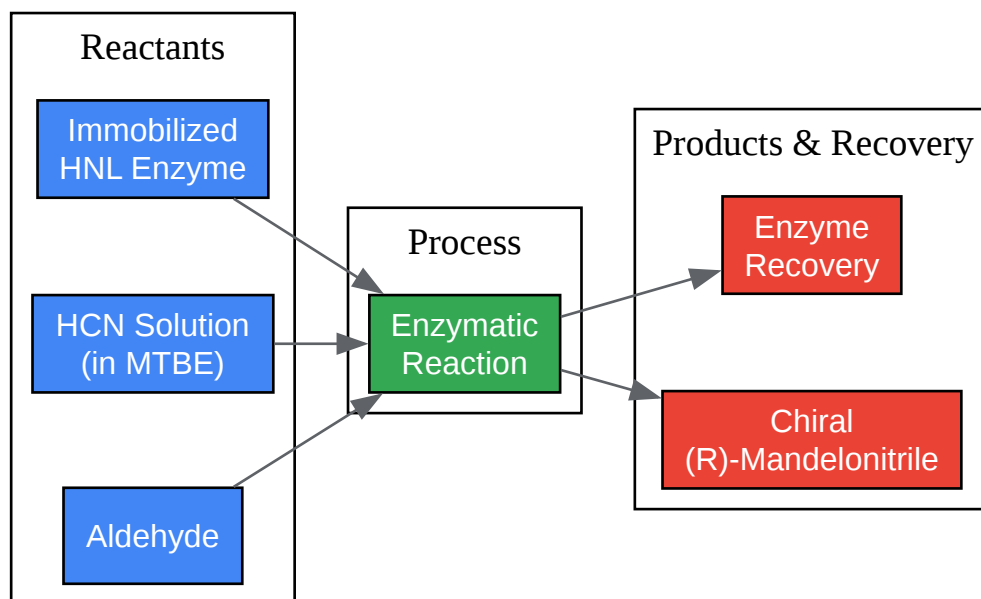 Reactants
Immobilized
HNL Enzyme
HCN Solution
(in MTBE)
Aldehyde
Process
Enzymatic
Reaction
Products & Recovery
Enzyme
Recovery
Chiral
(R)-Mandelonitrile